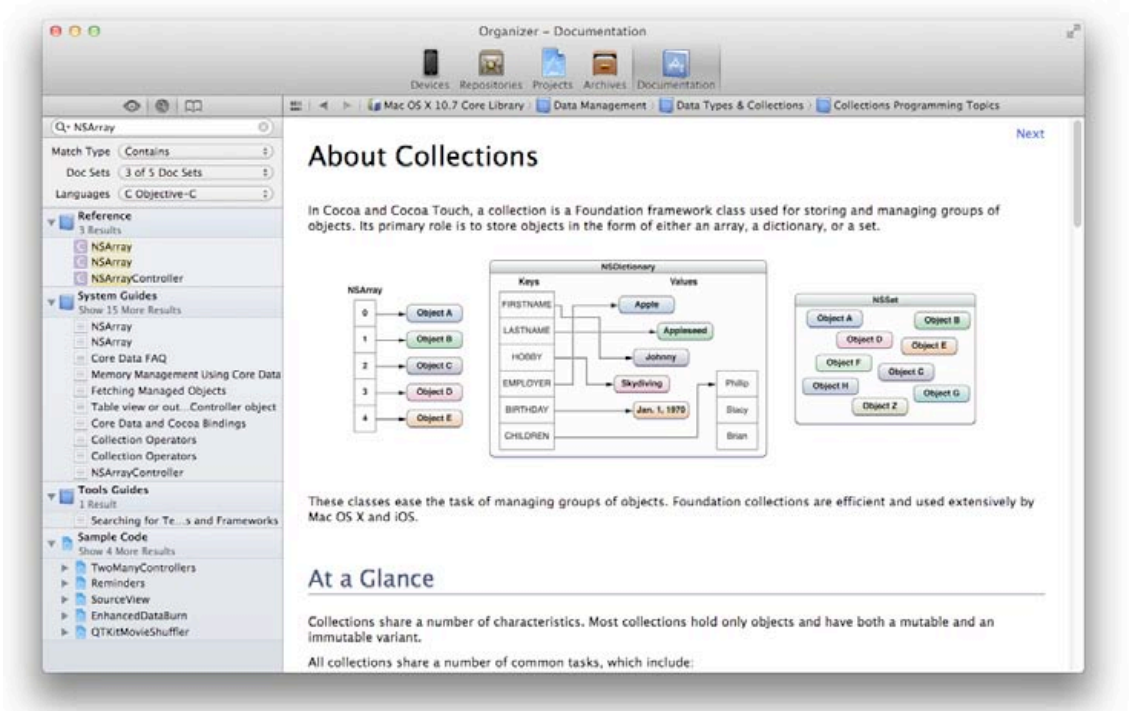 Organizer – Documentation
Devices Repositories Projects Archives Documentation
Mac OS X 10.7 Core Library Data Management Data Types & Collections Collections Programming Topics
NSArray
Match Type Contains
Doc Sets 3 of 5 Doc Sets
Languages C Objective-C
Reference
3 Results
C NSArray
C NSArray
C NSArrayController
System Guides
Show 15 More Results
NSArray
NSArray
Core Data FAQ
Memory Management Using Core Data
Fetching Managed Objects
Table view or out...Controller object
Core Data and Cocoa Bindings
Collection Operators
Collection Operators
NSArrayController
Tools Guides
1 Result
Searching for Te...s and Frameworks
Sample Code
Show 4 More Results
TwoManyControllers
Reminders
SourceView
EnhancedDataBurn
QTKitMovieShuffler
Next
About Collections
In Cocoa and Cocoa Touch, a collection is a Foundation framework class used for storing and managing groups of
objects. Its primary role is to store objects in the form of either an array, a dictionary, or a set.
NSArray
0 Object A
1 Object B
2 Object C
3 Object D
4 Object E
NSDictionary
Keys Values
FIRSTNAME Apple
LASTNAME Appleseed
HOBBY Johnny
EMPLOYER Skydiving Phillip
BIRTHDAY Jan. 1, 1970 Stacy
CHILDREN Brian
NSSet
Object A Object B
Object D Object E
Object F Object C
Object H Object G
Object Z
These classes ease the task of managing groups of objects. Foundation collections are efficient and used extensively by
Mac OS X and iOS.
At a Glance
Collections share a number of characteristics. Most collections hold only objects and have both a mutable and an
immutable variant.
All collections share a number of common tasks, which include: